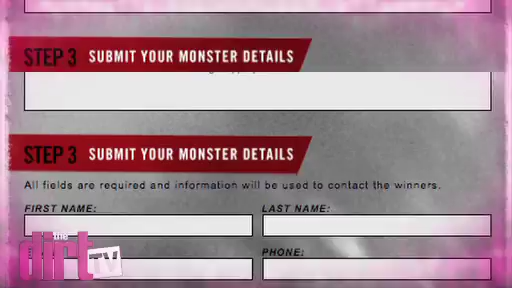 STEP 3 SUBMIT YOUR MONSTER DETAILS
STEP 3 SUBMIT YOUR MONSTER DETAILS
All fields are required and information will be used to contact the winners.
FIRST NAME: LAST NAME:
PHONE:
the
dirt
TV